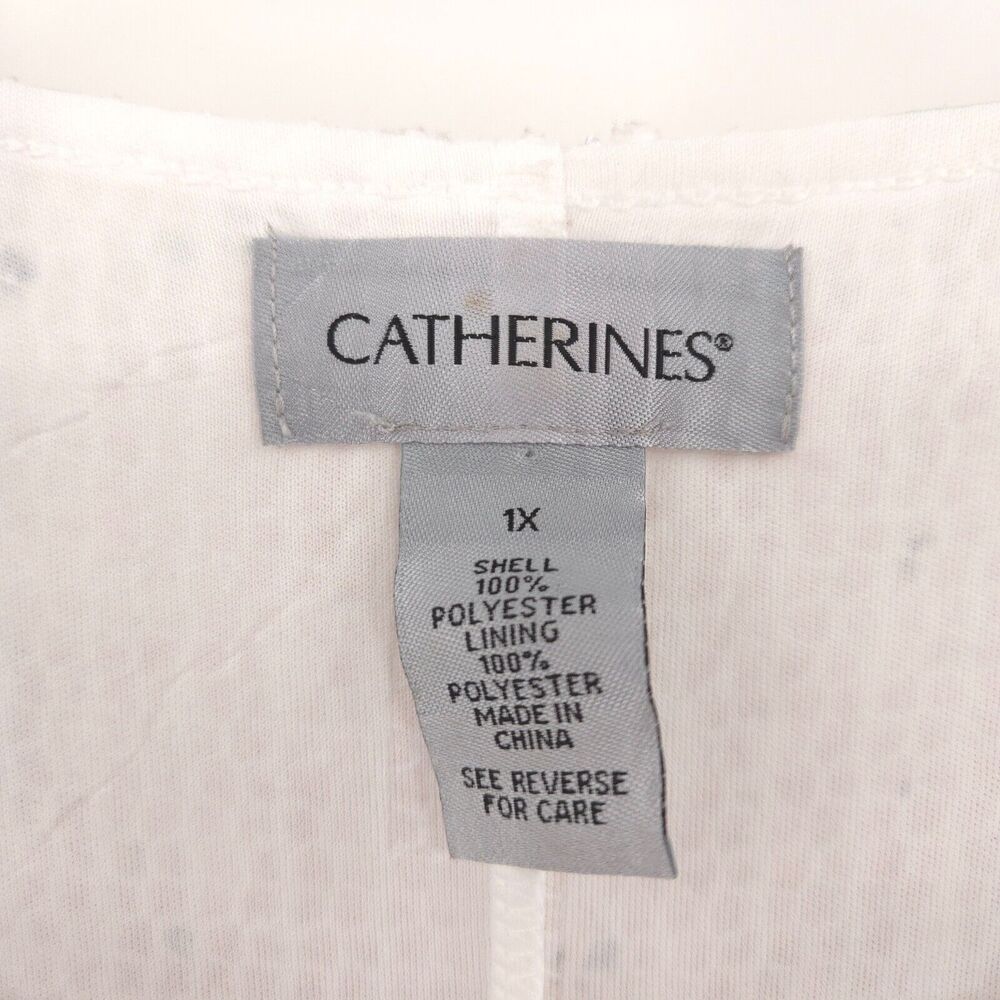 CATHERINES®
1X
SHELL
100%
POLYESTER
LINING
100%
POLYESTER
MADE IN
CHINA
SEE REVERSE
FOR CARE